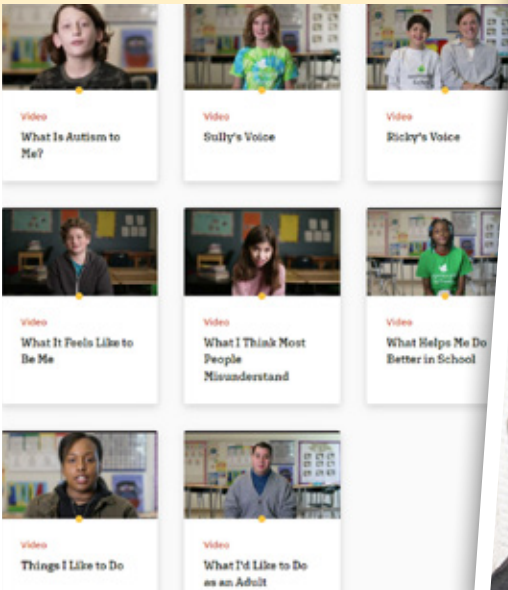 Video
What Is Autism to
Me?
Video
Sully's Voice
Video
Ricky's Voice
Video
What It Feels Like to
Be Me
Video
What I Think Most
People
Misunderstand
Video
What Helps Me Do
Better in School
Video
Things I Like to Do
Video
What I'd Like to Do
as an Adult